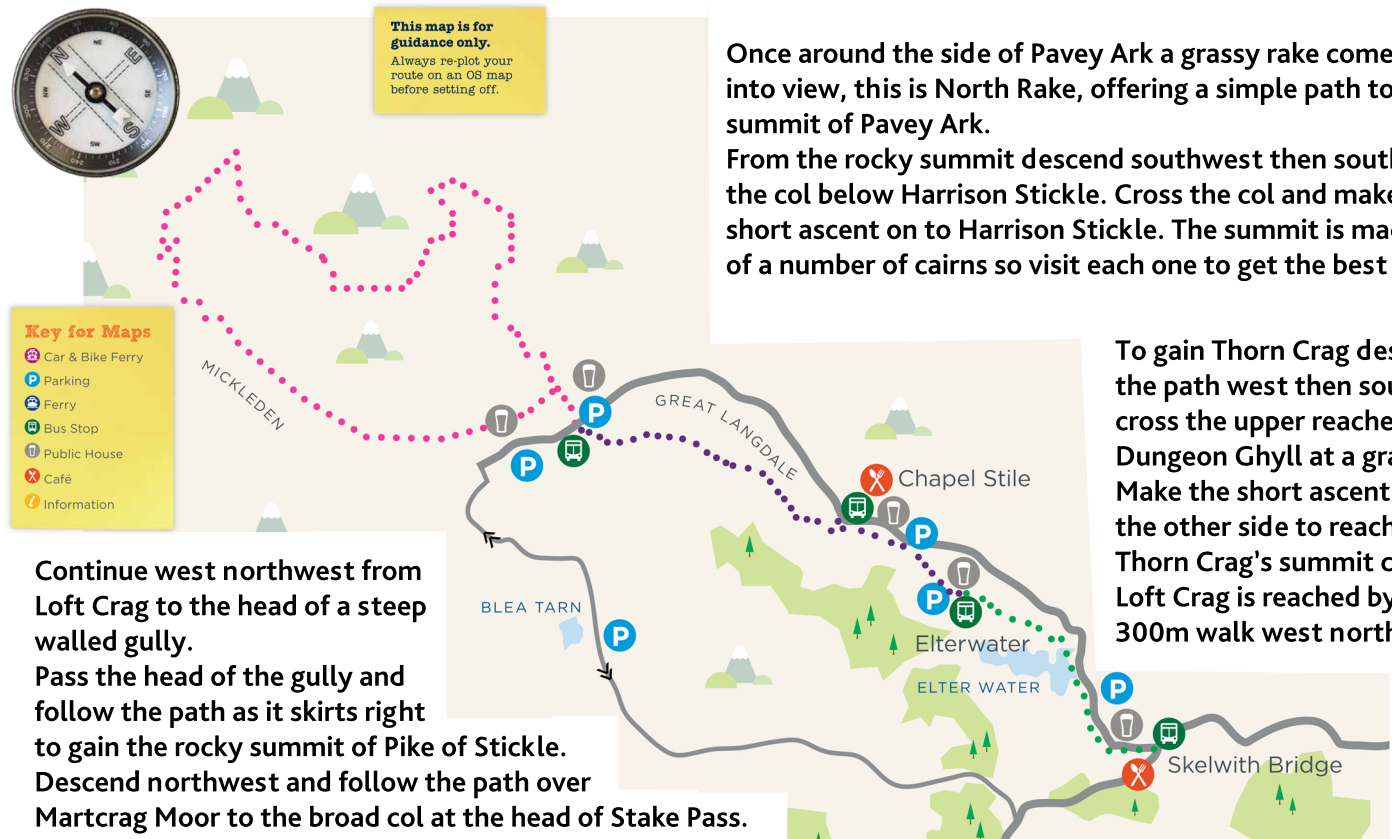 This map is for
guidance only.
Always re-plot your
route on an OS map
before setting off.
N
NE
E
SE
S
SW
W
NW
Once around the side of Pavey Ark a grassy rake come
into view, this is North Rake, offering a simple path to
summit of Pavey Ark.
From the rocky summit descend southwest then sout
the col below Harrison Stickle. Cross the col and make
short ascent on to Harrison Stickle. The summit is ma
of a number of cairns so visit each one to get the best
Key for Maps
Car & Bike Ferry
P Parking
Ferry
Bus Stop
Public House
Café
i Information
MICKLEDEN
GREAT LANGDALE
P
P
Chapel Stile
P
P
Elterwater
ELTER WATER
BLEA TARN
P
P
Skelwith Bridge
To gain Thorn Crag des
the path west then sou
cross the upper reache
Dungeon Ghyll at a gra
Make the short ascent
the other side to reach
Thorn Crag's summit c
Loft Crag is reached by
300m walk west north
Continue west northwest from
Loft Crag to the head of a steep
walled gully.
Pass the head of the gully and
follow the path as it skirts right
to gain the rocky summit of Pike of Stickle.
Descend northwest and follow the path over
Martcrag Moor to the broad col at the head of Stake Pass.